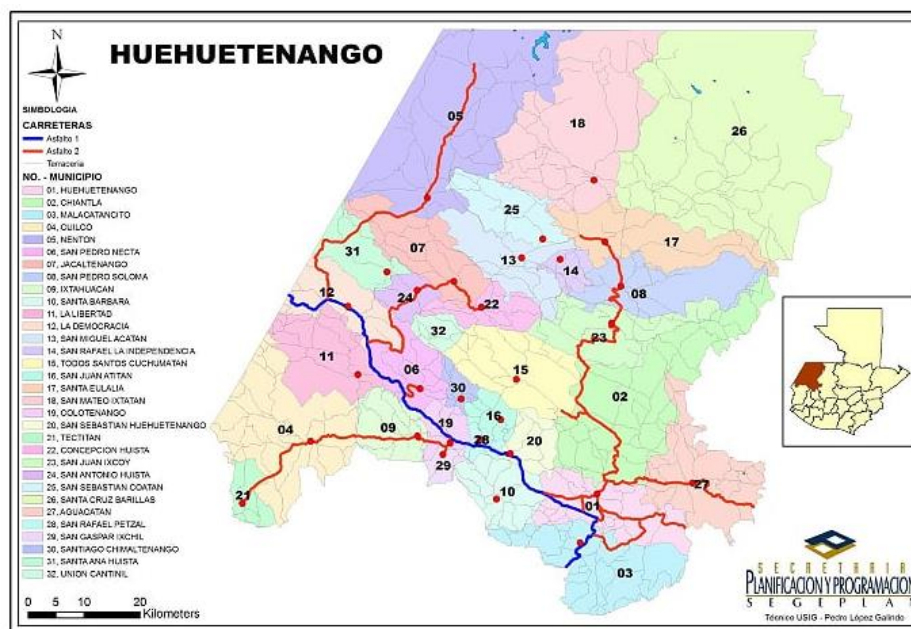 HUEHUETENANGO
N
SIMBOLOGIA
CARRETERAS
Asfalto 1
Asfalto 2
Terraceria
NO. - MUNICIPIO
01, HUEHUETENANGO
02, CHIANTLA
03, MALACATANCITO
04, CUILCO
05, NENTON
06, SAN PEDRO NECTA
07, JACALTENANGO
08, SAN PEDRO SOLOMA
09, IXTAHUACAN
10, SANTA BARBARA
11, LA LIBERTAD
12, LA DEMOCRACIA
13, SAN MIGUEL ACATAN
14, SAN RAFAEL LA INDEPENDENCIA
15, TODOS SANTOS CUCHUMATAN
16, SAN JUAN ATITAN
17, SANTA EULALIA
18, SAN MATEO IXTATAN
19, COLOTENANGO
20, SAN SEBASTIAN HUEHUETENANGO
21, TECTITAN
22, CONCEPCION HUISTA
23, SAN JUAN IXCOY
24, SAN ANTONIO HUISTA
25, SAN SEBASTIAN COATAN
26, SANTA CRUZ BARILLAS
27, AGUACATAN
28, SAN RAFAEL PETZAL
29, SAN GASPAR IXCHIL
30, SANTIAGO CHIMALTENANGO
31, SANTA ANA HUISTA
32, UNION CANTINIL
0 5 10 20
Kilometers
05
18
26
25
31
07
17
13
14
12
24
22
08
32
23
11
06
15
30
02
16
19
04
09
28
20
29
21
10
27
01
03
SECRETARIA
PLANIFICACION Y PROGRAMACION
SEGEPLAN
Técnico USIG - Pedro López Galindo